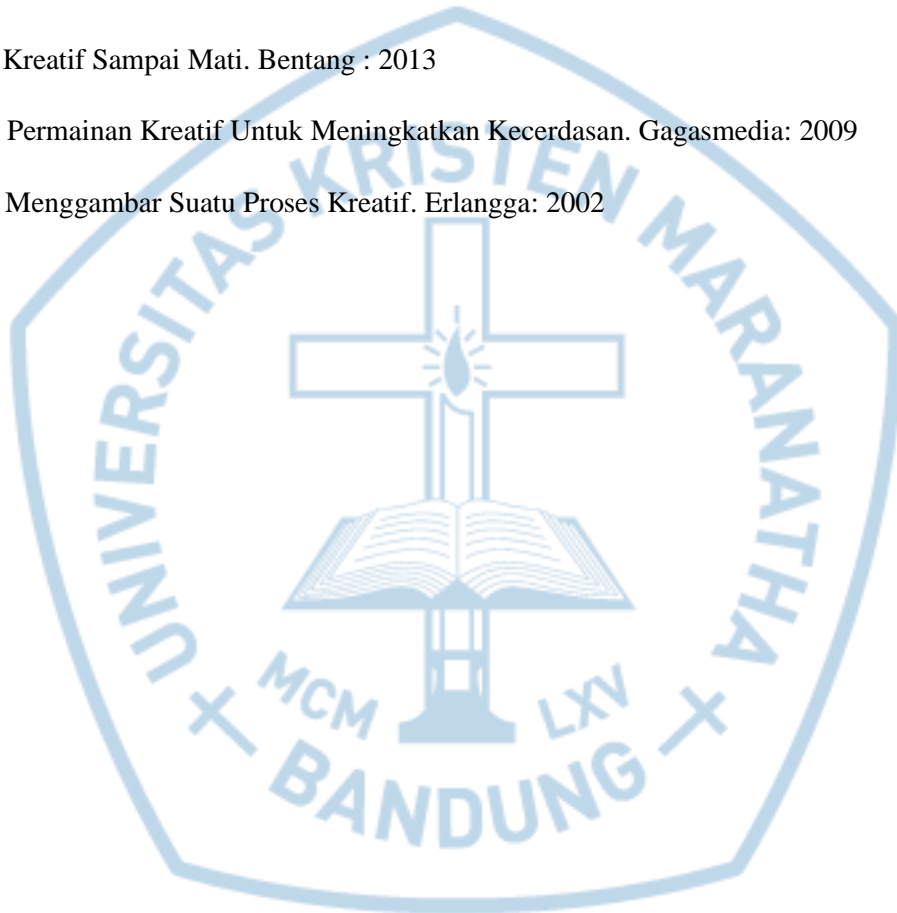 Kreatif Sampai Mati. Bentang : 2013
Permainan Kreatif Untuk Meningkatkan Kecerdasan. Gagasmedia: 2009
Menggambar Suatu Proses Kreatif. Erlangga: 2002
UNIVERSITAS KRISTEN MARANATHA
MCM LXV
BANDUNG